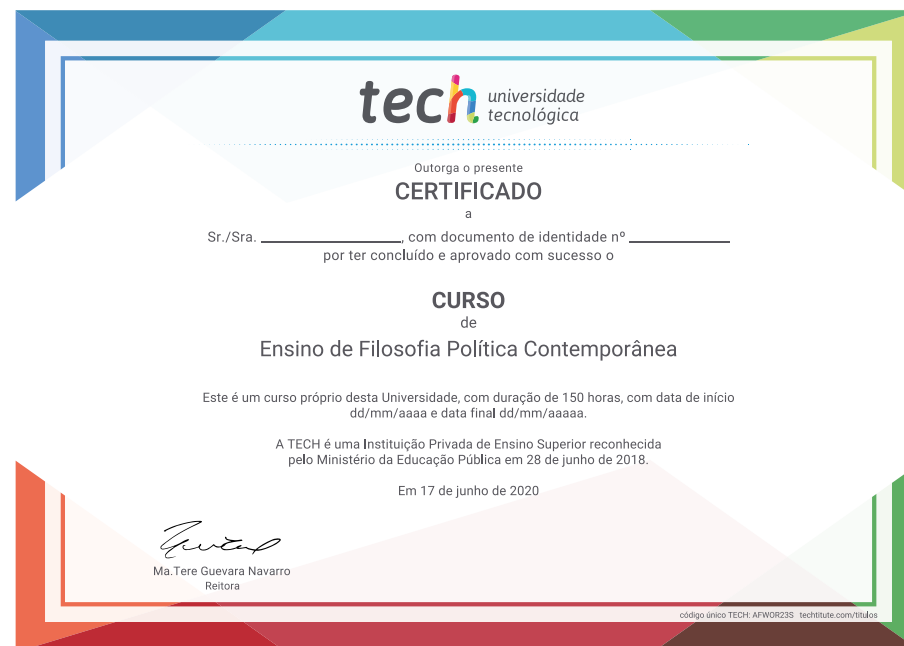 tech universidade
tecnológica
Outorga o presente
CERTIFICADO
a
Sr./Sra. ____________________, com documento de identidade nº ______________
por ter concluído e aprovado com sucesso o
CURSO
de
Ensino de Filosofia Política Contemporânea
Este é um curso próprio desta Universidade, com duração de 150 horas, com data de início
dd/mm/aaaa e data final dd/mm/aaaaa.
A TECH é uma Instituição Privada de Ensino Superior reconhecida
pelo Ministério da Educação Pública em 28 de junho de 2018.
Em 17 de junho de 2020
Ma.Tere Guevara Navarro
Reitora
código único TECH: AFWOR23S techtitute.com/titulos